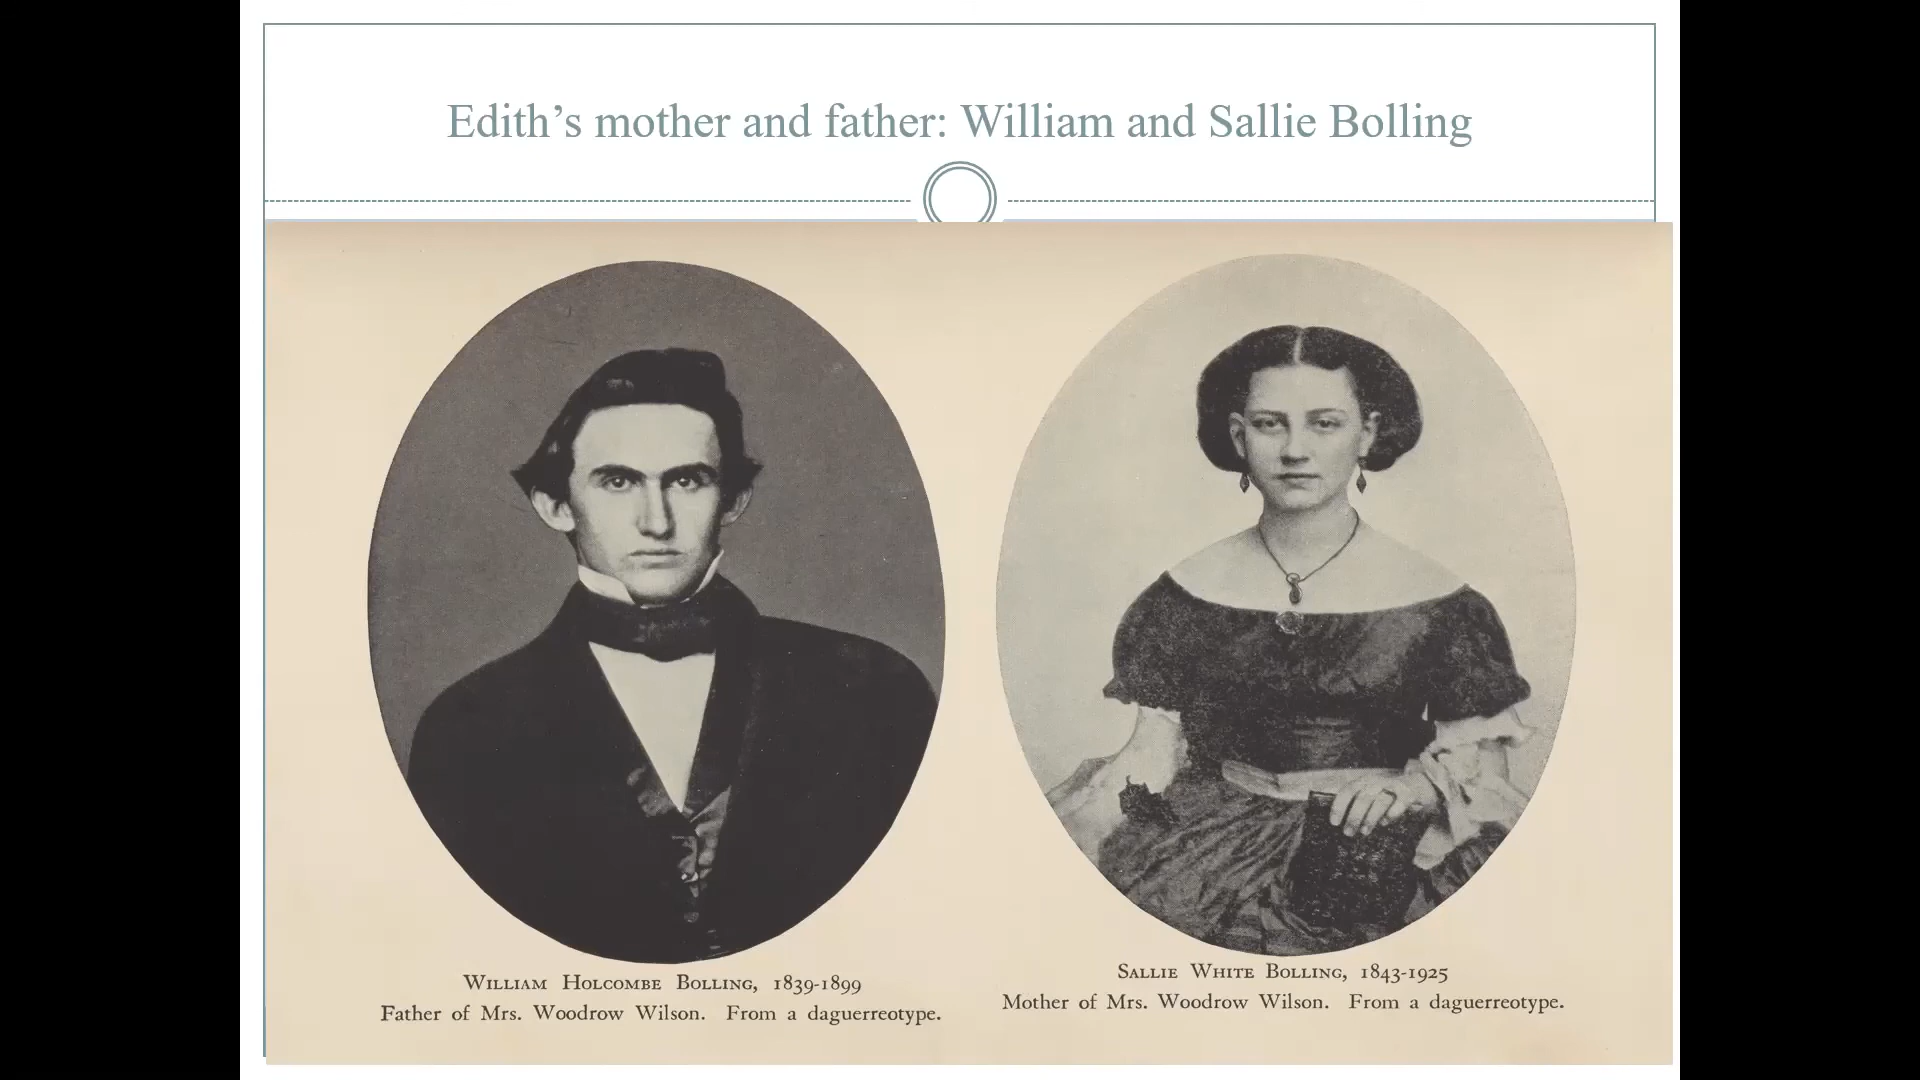 Edith’s mother and father: William and Sallie Bolling
William Holcombe Bolling, 1839-1899
Father of Mrs. Woodrow Wilson. From a daguerreotype.
Sallie White Bolling, 1843-1925
Mother of Mrs. Woodrow Wilson. From a daguerreotype.